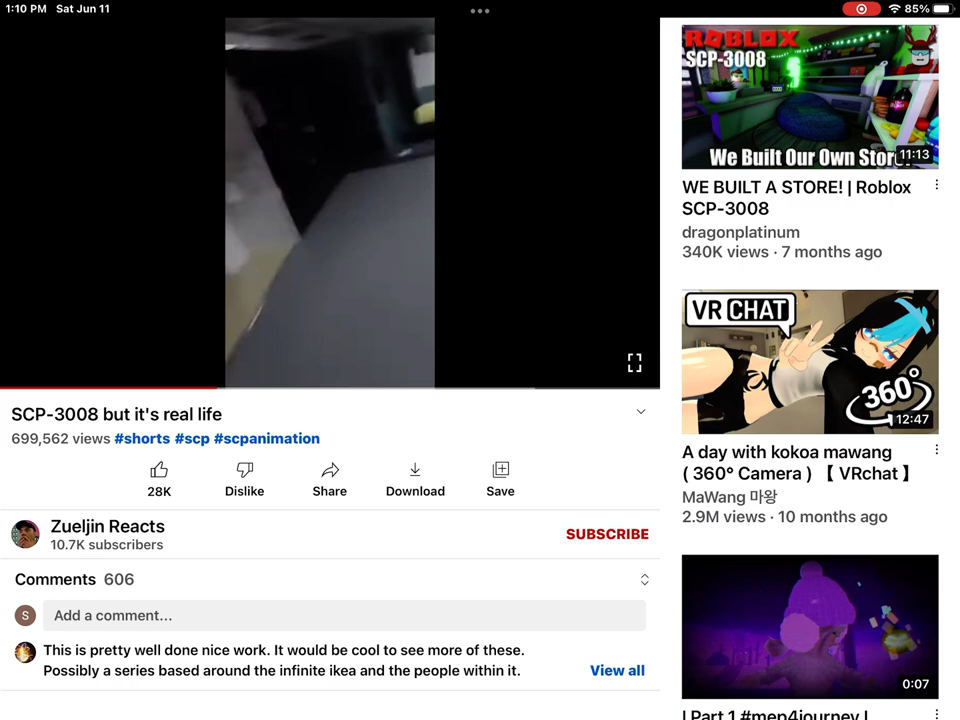 1:10 PM Sat Jun 11
85%
SCP-3008 but it's real life
699,562 views #shorts #scp #scpanimation
28K
Dislike
Share
Download
Save
Zueljin Reacts
10.7K subscribers
SUBSCRIBE
Comments 606
S
Add a comment...
This is pretty well done nice work. It would be cool to see more of these.
Possibly a series based around the infinite ikea and the people within it.
View all
ROBLOX
SCP-3008
We Built Our Own Store
11:13
WE BUILT A STORE! | Roblox
SCP-3008
dragonplatinum
340K views · 7 months ago
VR CHAT
360°
12:47
A day with kokoa mawang
( 360° Camera ) 【 VRchat 】
MaWang 마왕
2.9M views · 10 months ago
0:07
| Part 1 #mep4journey |